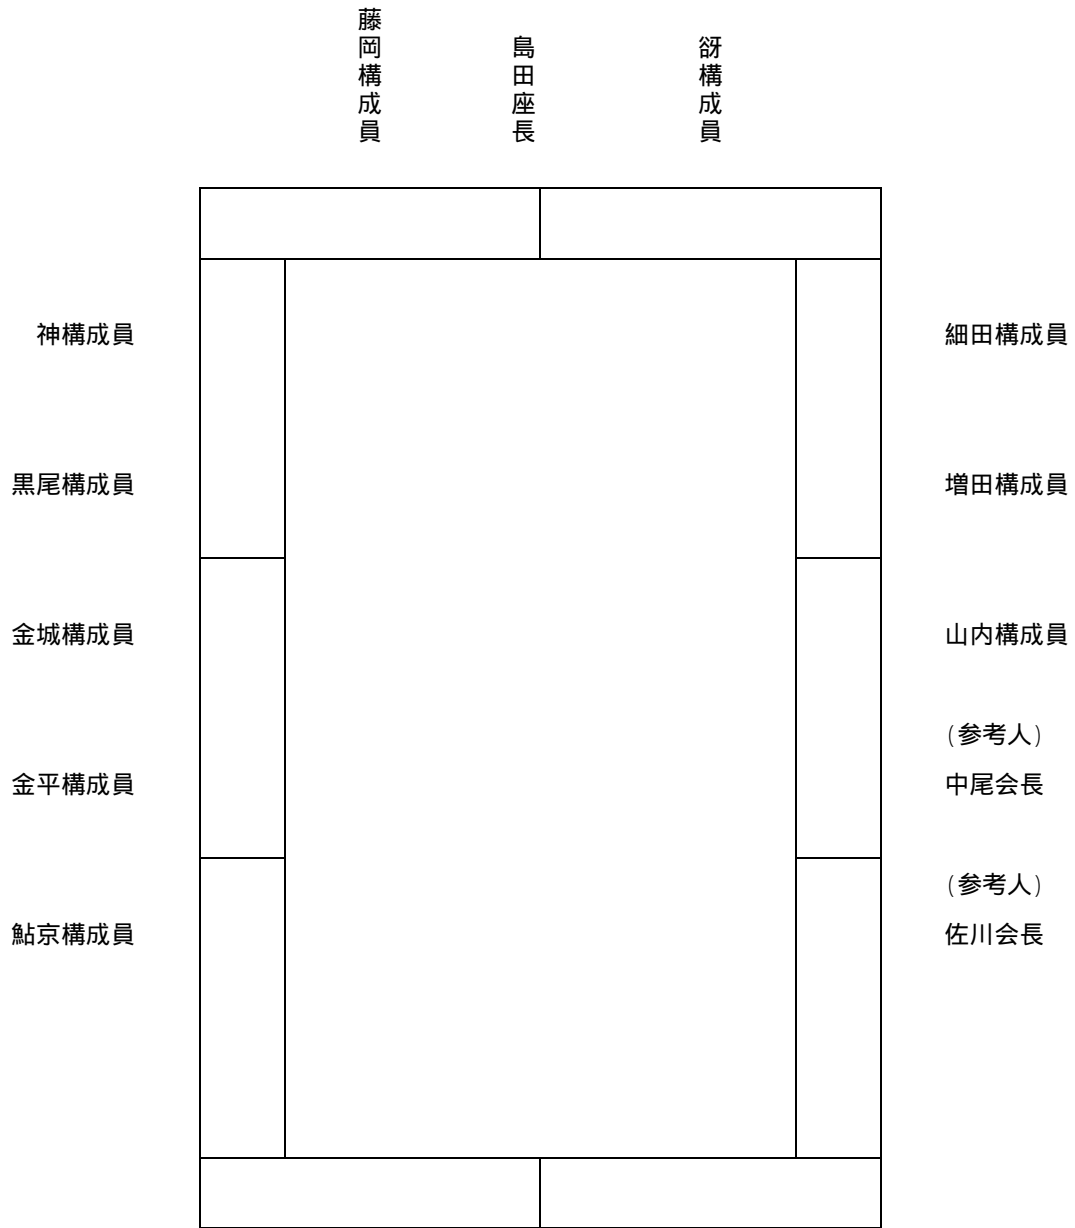 藤岡構成員
島田座長
谺構成員
神構成員
細田構成員
黒尾構成員
増田構成員
金城構成員
山内構成員
(参考人)
金平構成員
中尾会長
(参考人)
鮎京構成員
佐川会長